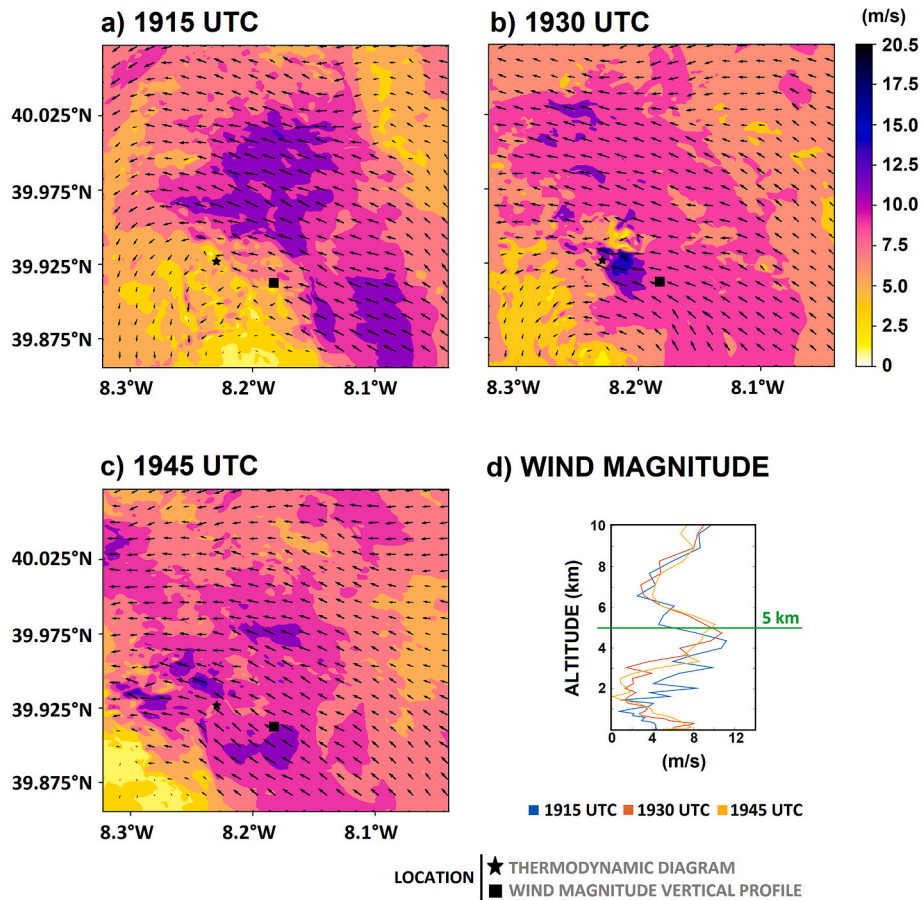 a) 1915 UTC
b) 1930 UTC
(m/s)
20.5
17.5
15.0
12.5
10.0
7.5
5.0
2.5
0
40.025°N
39.975°N
39.925°N
39.875°N
8.3°W 8.2°W 8.1°W
8.3°W 8.2°W 8.1°W
c) 1945 UTC
d) WIND MAGNITUDE
40.025°N
39.975°N
39.925°N
39.875°N
8.3°W 8.2°W 8.1°W
ALTITUDE (km)
10
8
6
4
2
5 km
0 4 8 12
(m/s)
1915 UTC 1930 UTC 1945 UTC
LOCATION
THERMODYNAMIC DIAGRAM
WIND MAGNITUDE VERTICAL PROFILE